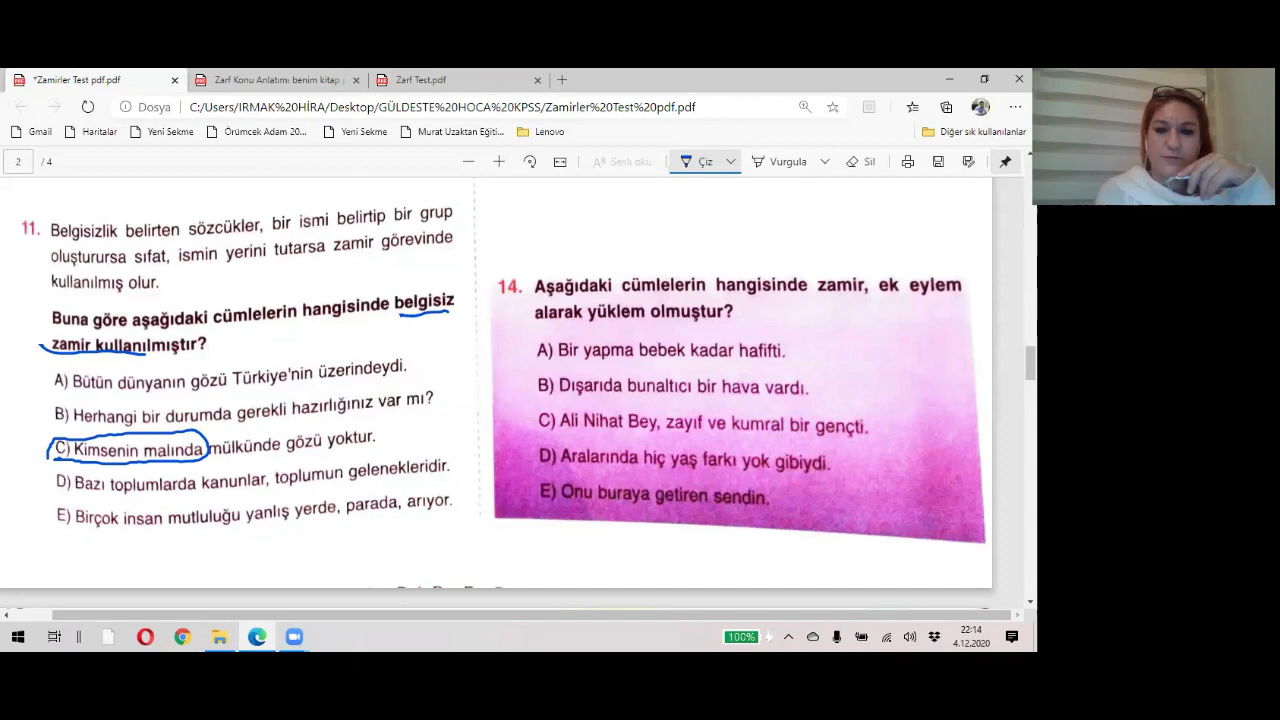 *Zamirler Test pdf.pdf
Zarf Konu Anlatımı benim kitap
Zarf Test.pdf
Dosya
C:/Users/IRMAK%20HİRA/Desktop/GÜLDESTE%20HOCA%20KPSS/Zamirler%20Test%20pdf.pdf
Gmail
Haritalar
Yeni Sekme
Örümcek Adam 20...
Yeni Sekme
Murat Uzaktan Eğiti...
Lenovo
Diğer sık kullanılanlar
2 / 4
Sesli oku
Çiz
Vurgula
Sil
11. Belgisizlik belirten sözcükler, bir ismi belirtip bir grup
oluşturursa sıfat, ismin yerini tutarsa zamir görevinde
kullanılmış olur.
Buna göre aşağıdaki cümlelerin hangisinde belgisiz
zamir kullanılmıştır?
A) Bütün dünyanın gözü Türkiye'nin üzerindeydi.
B) Herhangi bir durumda gerekli hazırlığınız var mı?
C) Kimsenin malında mülkünde gözü yoktur.
D) Bazı toplumlarda kanunlar, toplumun gelenekleridir.
E) Birçok insan mutluluğu yanlış yerde, parada, arıyor.
14. Aşağıdaki cümlelerin hangisinde zamir, ek eylem
alarak yüklem olmuştur?
A) Bir yapma bebek kadar hafifti.
B) Dışarıda bunaltıcı bir hava vardı.
C) Ali Nihat Bey, zayıf ve kumral bir gençti.
D) Aralarında hiç yaş farkı yok gibiydi.
E) Onu buraya getiren sendin.
100%
22:14
4.12.2020